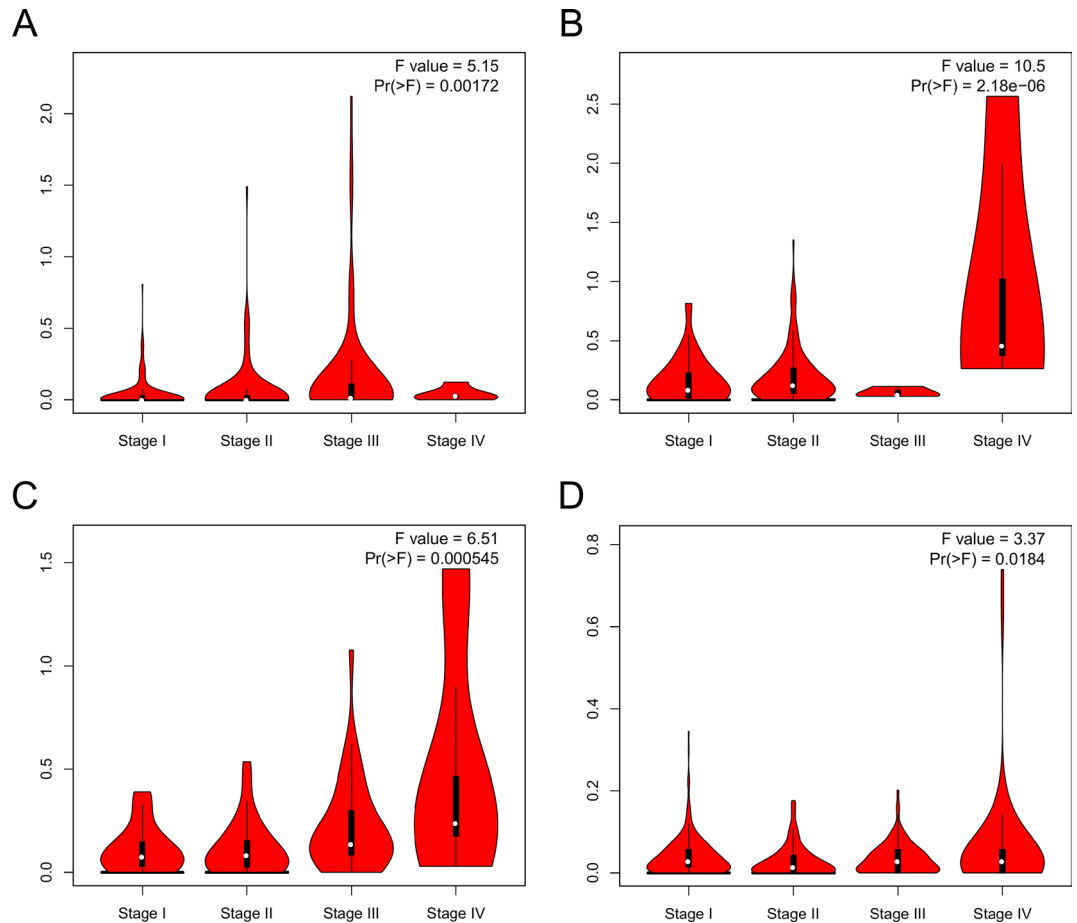 A
F value = 5.15
Pr(>F) = 0.00172
2.0
1.5
1.0
0.5
0.0
Stage I Stage II Stage III Stage IV
B
F value = 10.5
Pr(>F) = 2.18e−06
2.5
2.0
1.5
1.0
0.5
0.0
Stage I Stage II Stage III Stage IV
C
F value = 6.51
Pr(>F) = 0.000545
1.5
1.0
0.5
0.0
Stage I Stage II Stage III Stage IV
D
F value = 3.37
Pr(>F) = 0.0184
0.8
0.6
0.4
0.2
0.0
Stage I Stage II Stage III Stage IV